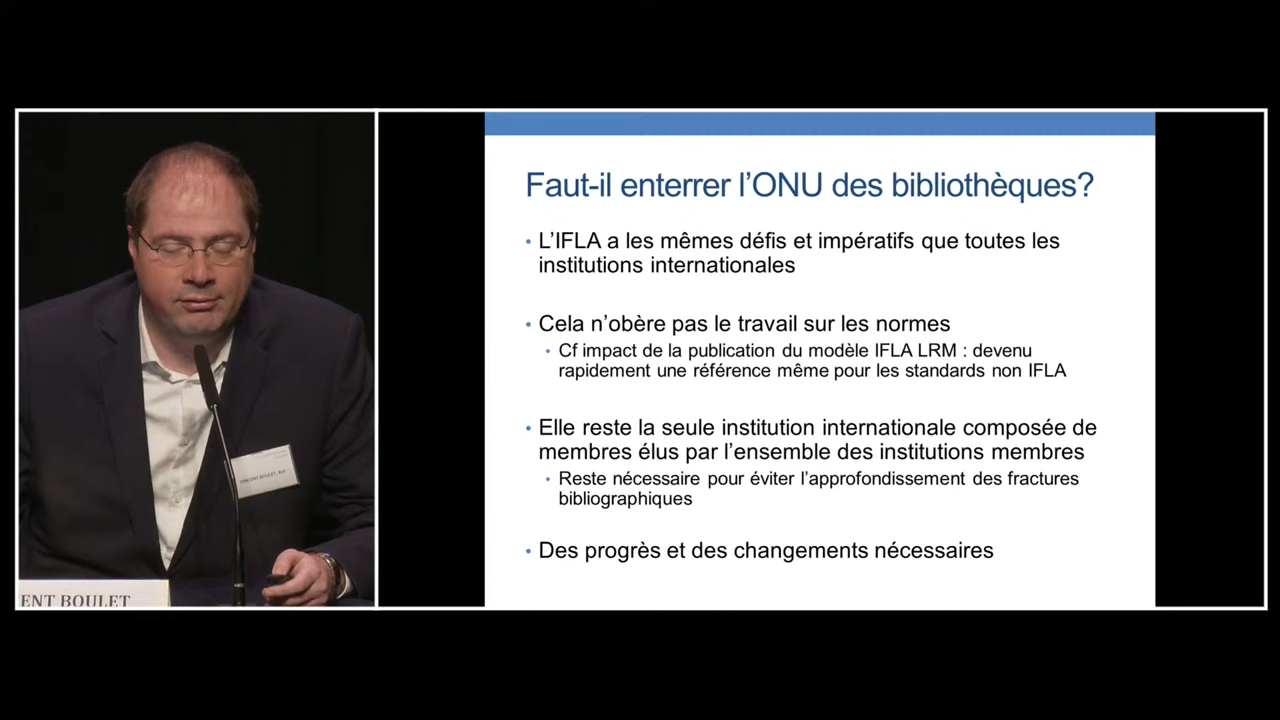 Faut-il enterrer l’ONU des bibliothèques?
• L’IFLA a les mêmes défis et impératifs que toutes les
institutions internationales
• Cela n’obère pas le travail sur les normes
• Cf impact de la publication du modèle IFLA LRM : devenu
rapidement une référence même pour les standards non IFLA
• Elle reste la seule institution internationale composée de
membres élus par l’ensemble des institutions membres
• Reste nécessaire pour éviter l’approfondissement des fractures
bibliographiques
• Des progrès et des changements nécessaires
VINCENT BOULET, BnF
ENT BOULET